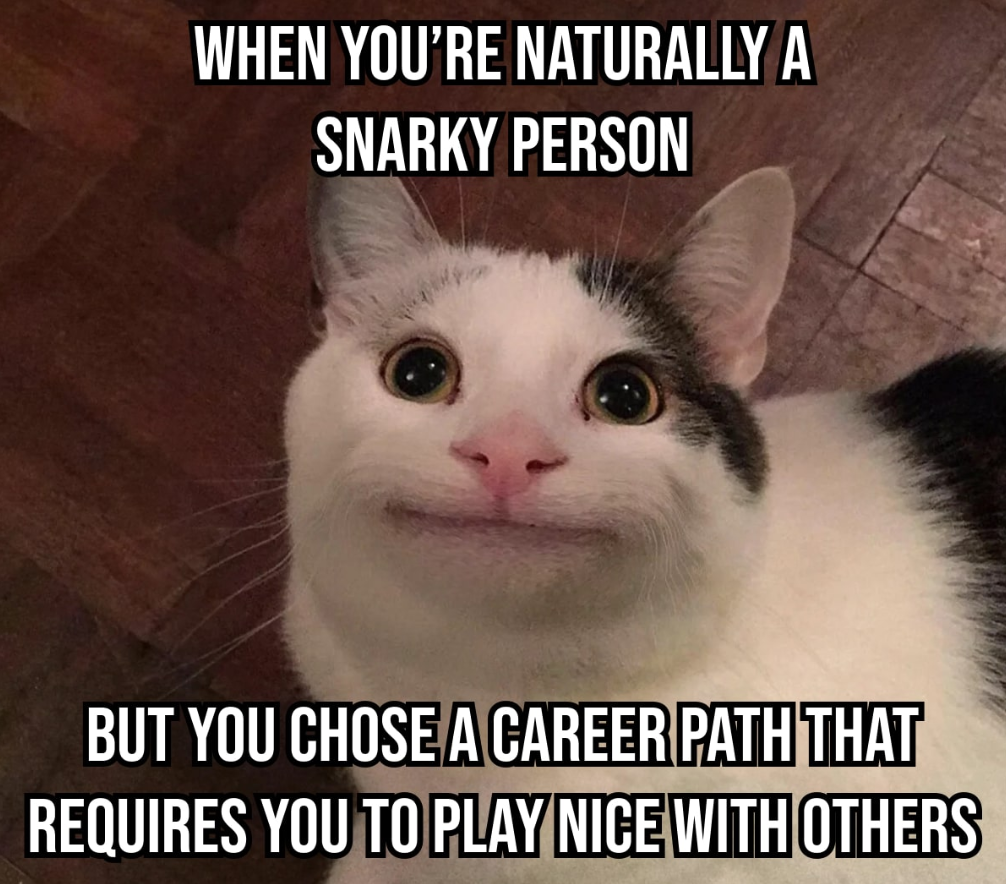 WHEN YOU’RE NATURALLY A
SNARKY PERSON
BUT YOU CHOSE A CAREER PATH THAT
REQUIRES YOU TO PLAY NICE WITH OTHERS